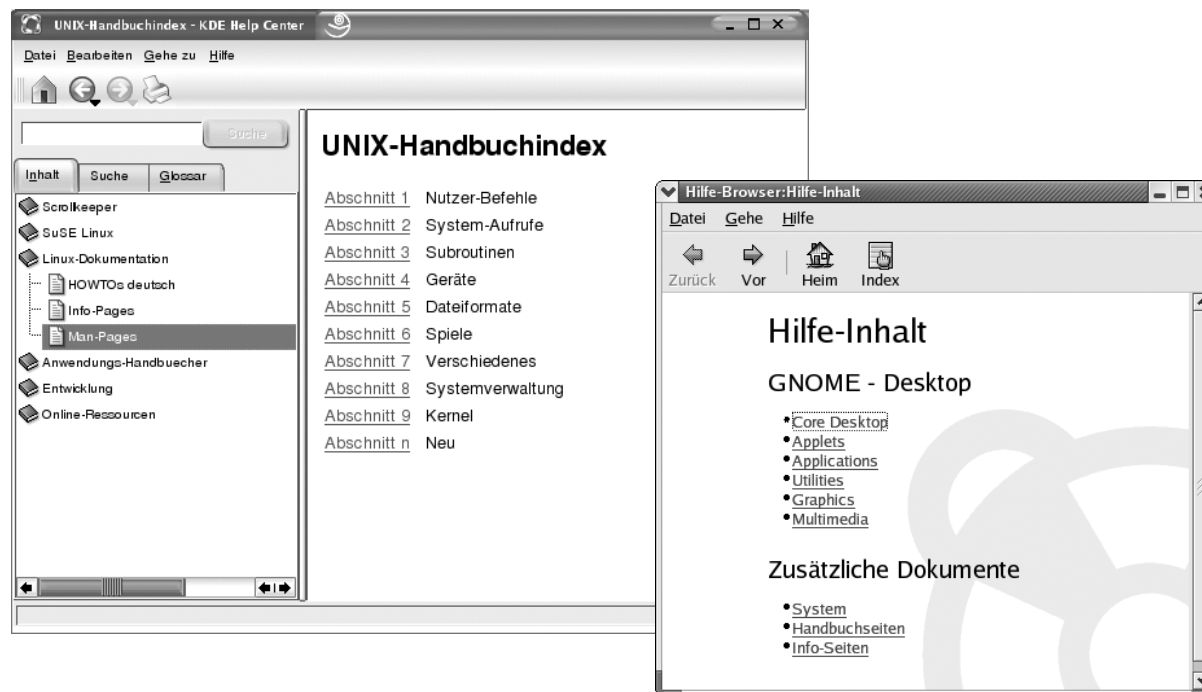 UNIX-Handbuchindex - KDE Help Center
Datei Bearbeiten Gehe zu Hilfe
Suche
Inhalt Suche Glossar
Scrollkeeper
SuSE Linux
Linux-Dokumentation
HOWTOs deutsch
Info-Pages
Man-Pages
Anwendungs-Handbuecher
Entwicklung
Online-Ressourcen
UNIX-Handbuchindex
Abschnitt 1 Nutzer-Befehle
Abschnitt 2 System-Aufrufe
Abschnitt 3 Subroutinen
Abschnitt 4 Geräte
Abschnitt 5 Dateiformate
Abschnitt 6 Spiele
Abschnitt 7 Verschiedenes
Abschnitt 8 Systemverwaltung
Abschnitt 9 Kernel
Abschnitt n Neu
Hilfe-Browser:Hilfe-Inhalt
Datei Gehe Hilfe
Zurück Vor Heim Index
Hilfe-Inhalt
GNOME - Desktop
Core Desktop
Applets
Applications
Utilities
Graphics
Multimedia
Zusätzliche Dokumente
System
Handbuchseiten
Info-Seiten